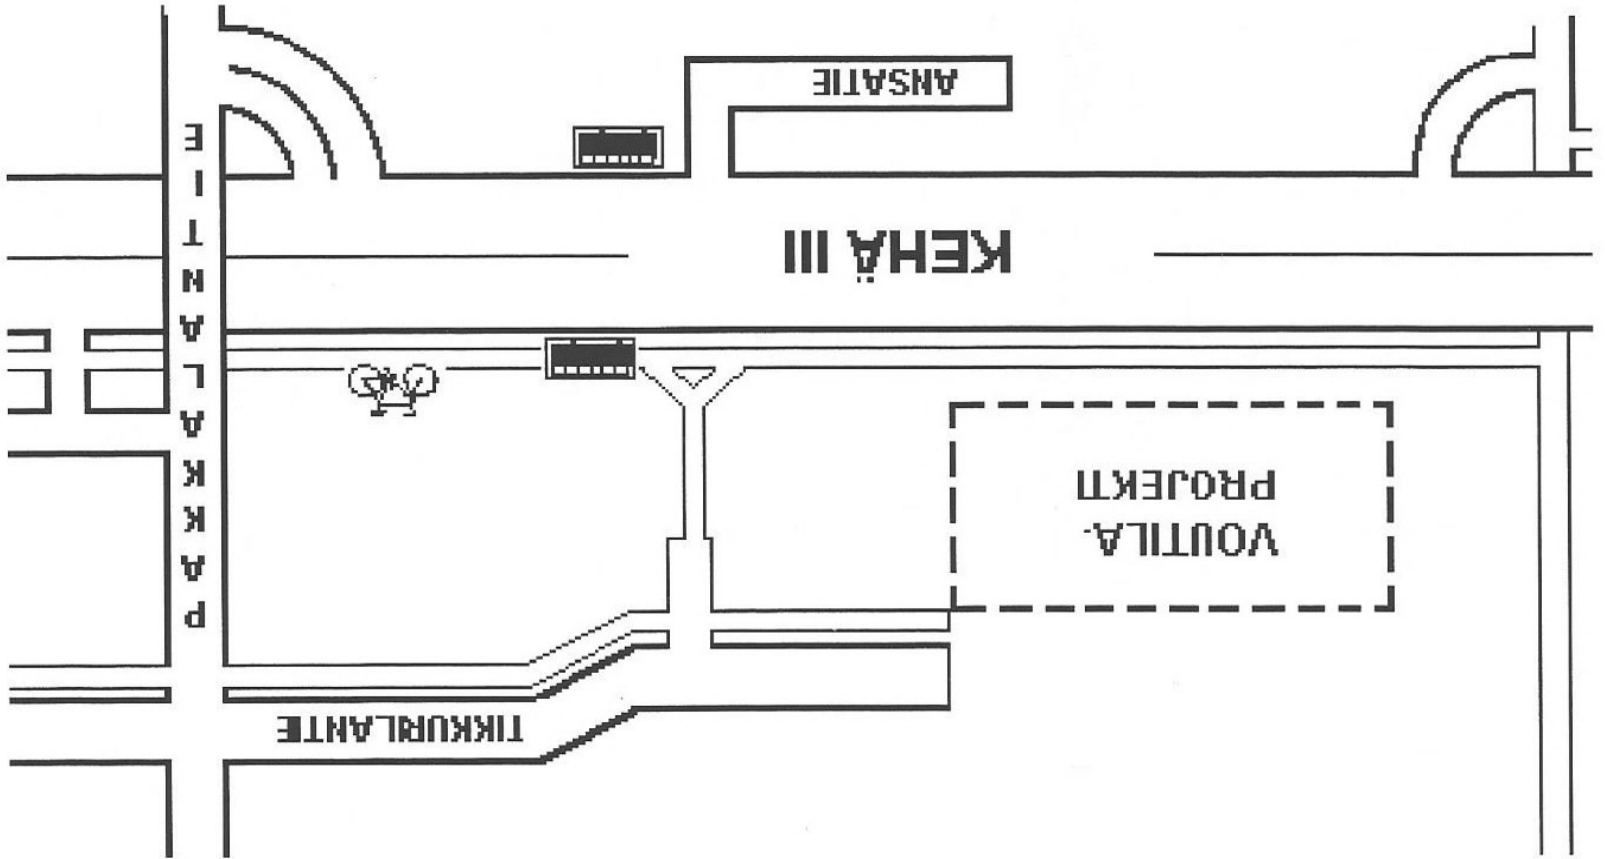 TIKKURILANTIE
VOUTILA-
PROJEKTI
PAKKALANTIE
KEHÄ III
ANSATIE